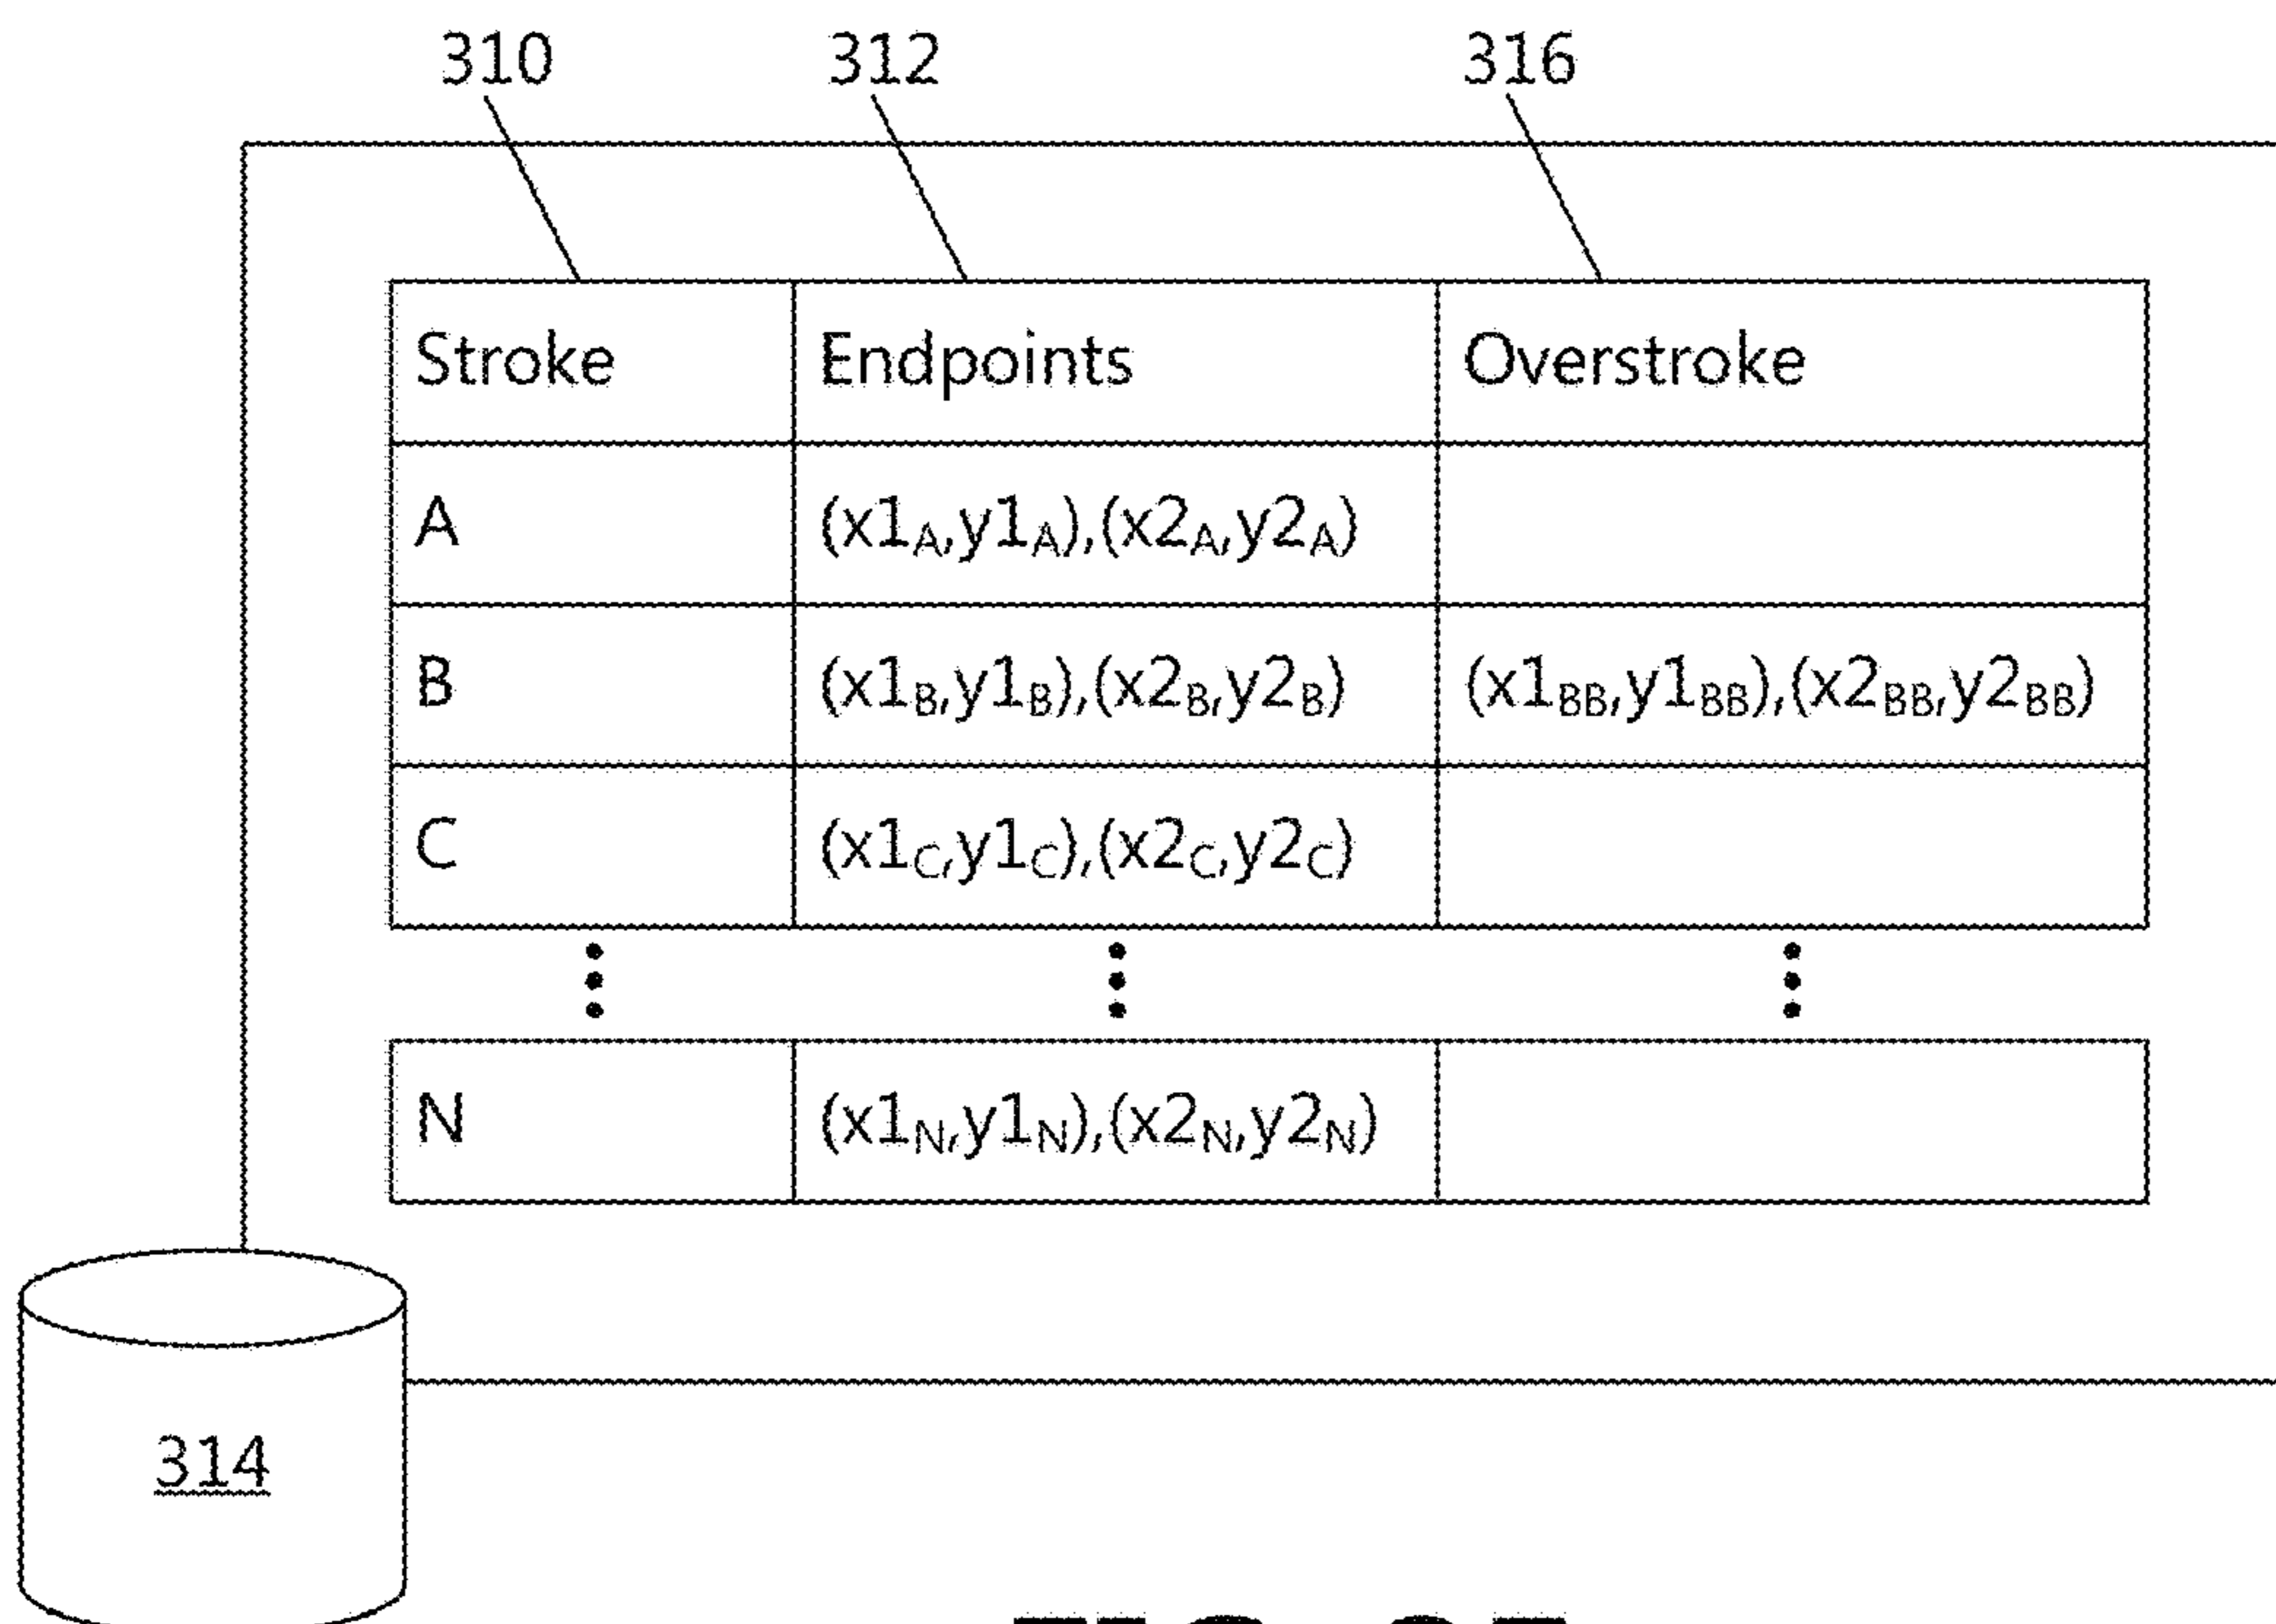 310 312 316
Stroke Endpoints Overstroke
A (x1A,y1A),(x2A,y2A)
B (x1B,y1B),(x2B,y2B) (x1BB,y1BB),(x2BB,y2BB)
C (x1C,y1C),(x2C,y2C)
N (x1N,y1N),(x2N,y2N)
314